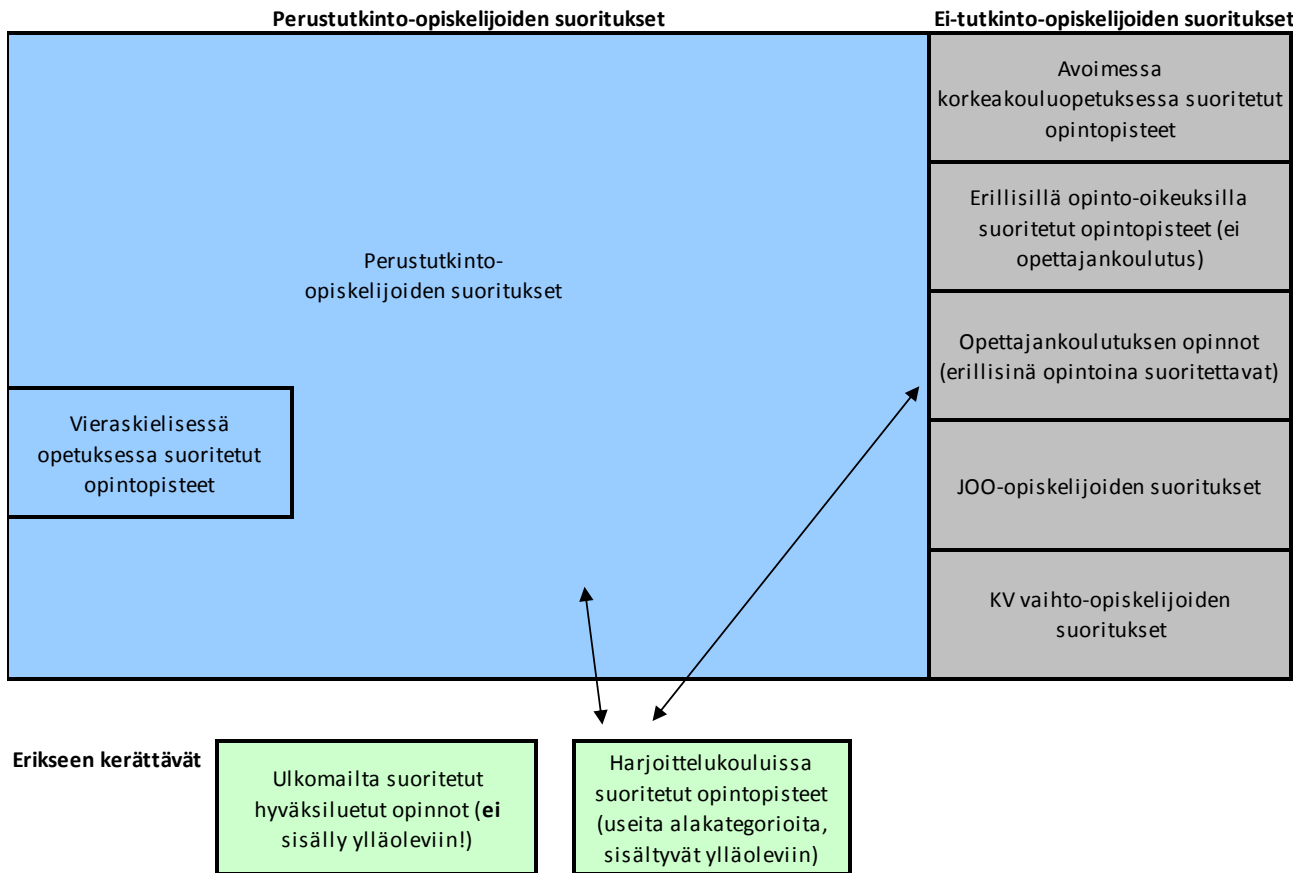 Perustutkinto-opiskelijoiden suoritukset
Ei-tutkinto-opiskelijoiden suoritukset
Perustutkinto-
opiskelijoiden suoritukset
Vieraskielisessä
opetuksessa suoritetut
opintopisteet
Avoimessa
korkeakouluopetuksessa suoritetut
opintopisteet
Erillisillä opinto-oikeuksilla
suoritetut opintopisteet (ei
opettajankoulutus)
Opettajankoulutuksen opinnot
(erillisinä opintoina suoritettavat)
JOO-opiskelijoiden suoritukset
KV vaihto-opiskelijoiden
suoritukset
Erikseen kerättävät
Ulkomailta suoritetut
hyväksiluetut opinnot (ei
sisälly ylläoleviin!)
Harjoittelukouluissa
suoritetut opintopisteet
(useita alakategorioita,
sisältyvät ylläoleviin)